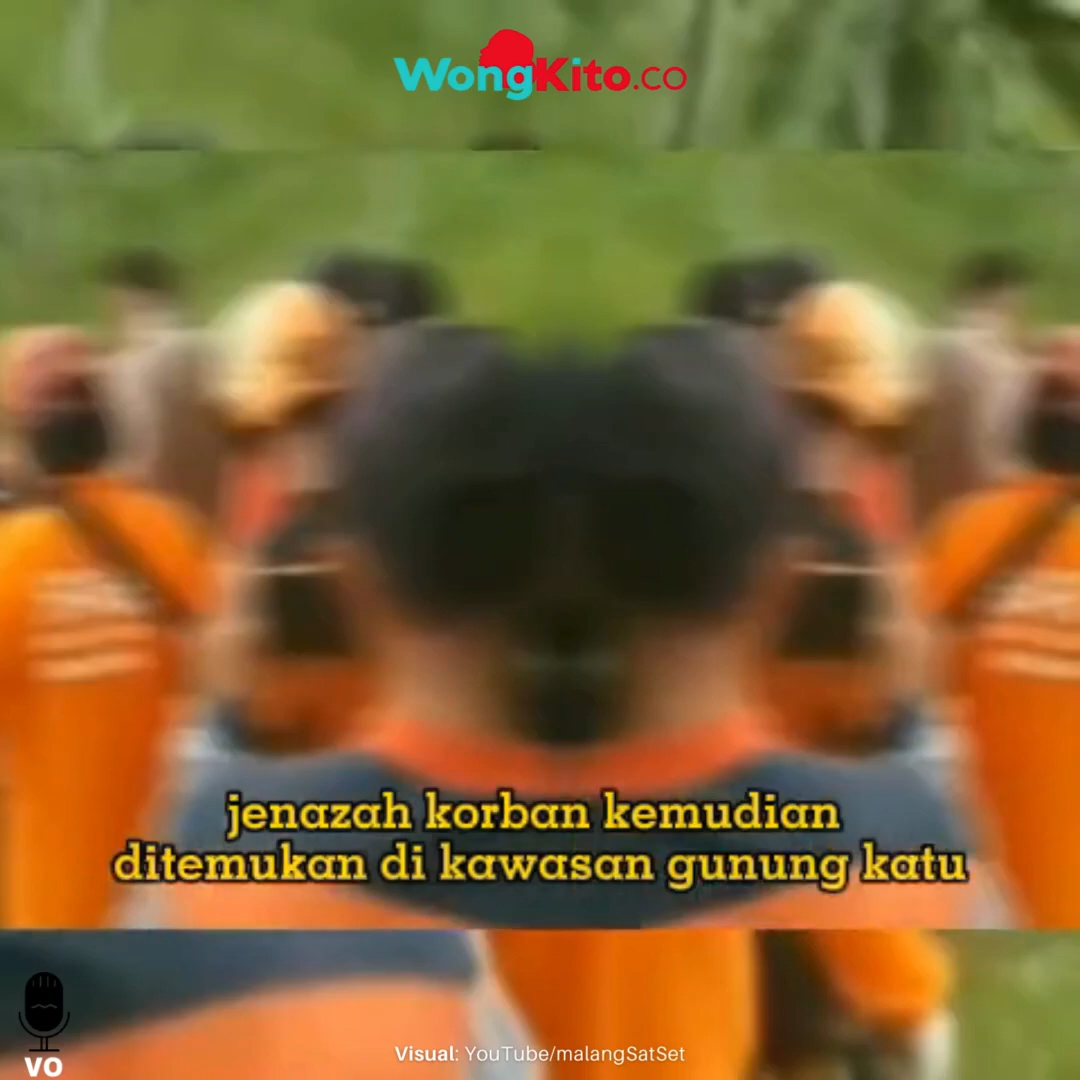 WongKito.co
jenazah korban kemudian
ditemukan di kawasan gunung katu
VO
Visual: YouTube/malangSatSet